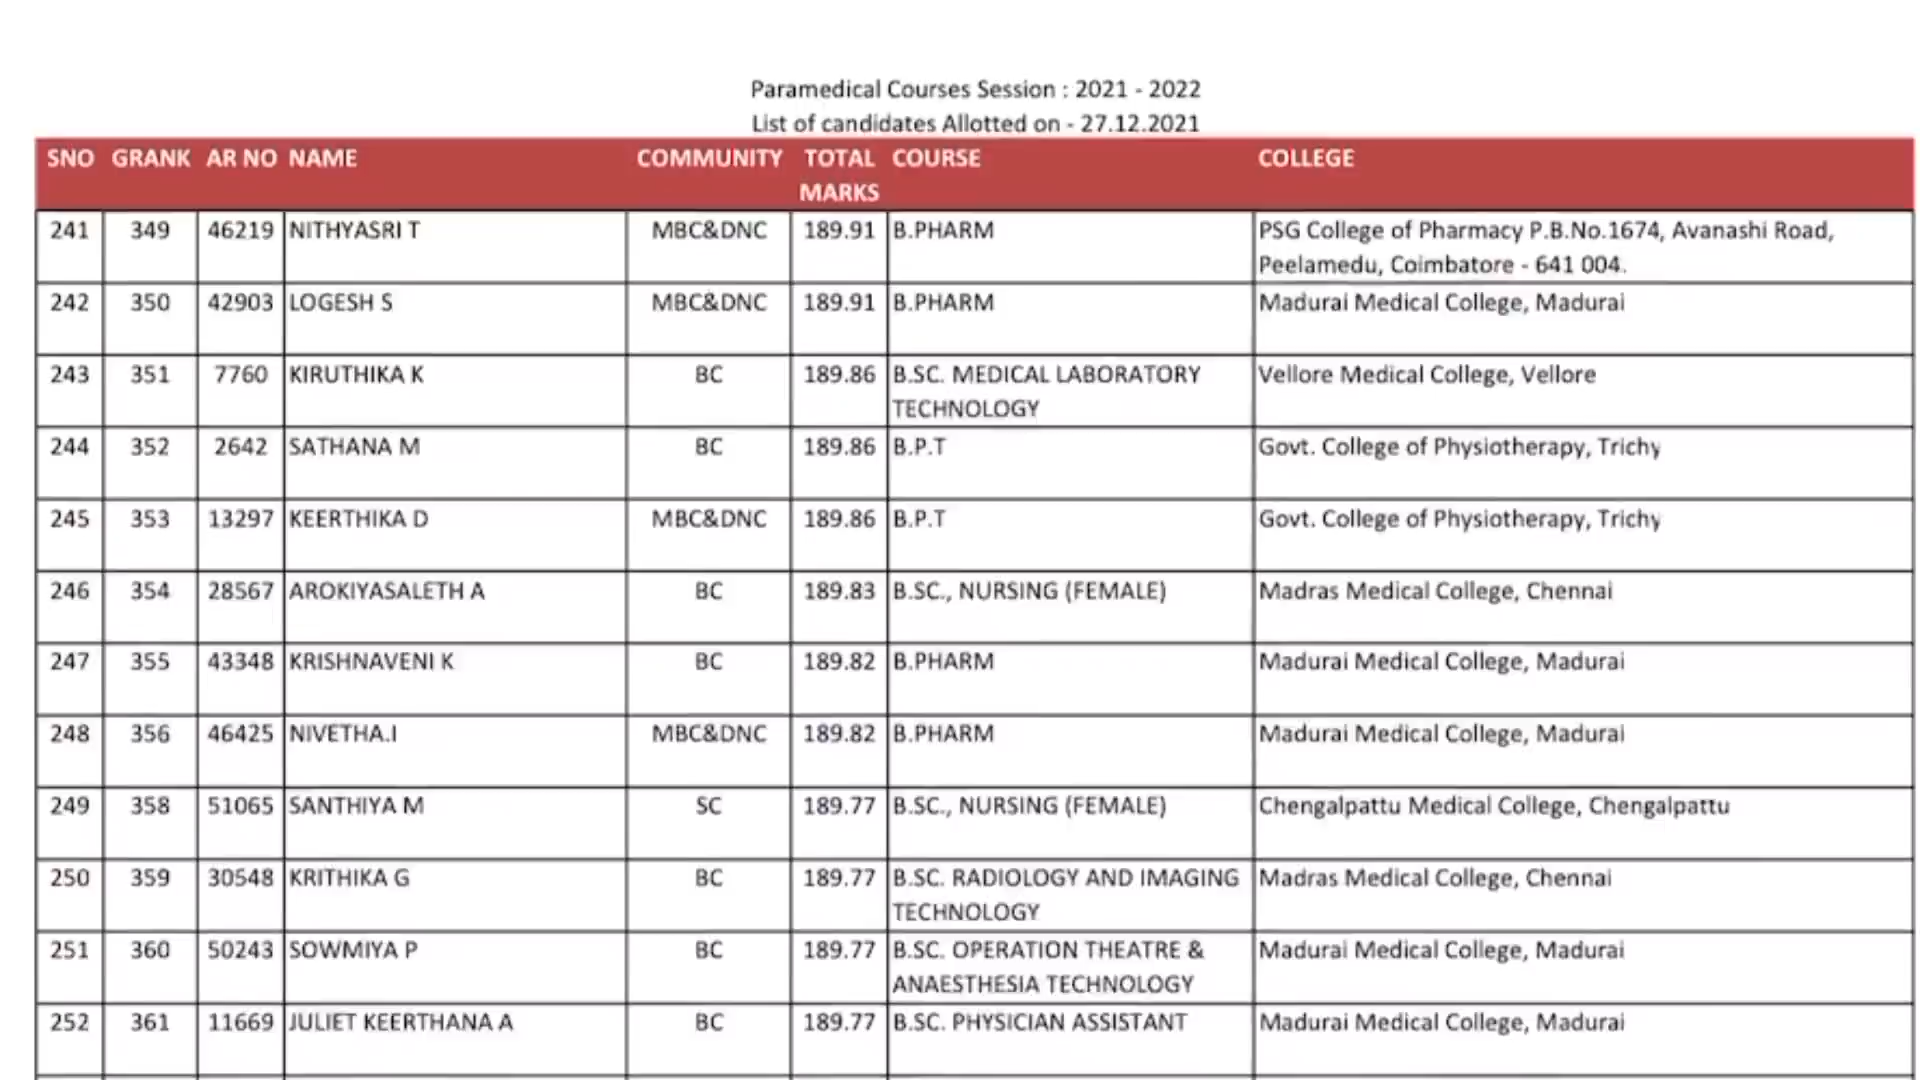 Paramedical Courses Session : 2021 - 2022
List of candidates Allotted on - 27.12.2021
SNO GRANK AR NO NAME COMMUNITY TOTAL MARKS COURSE COLLEGE
241 349 46219 NITHYASRI T MBC&DNC 189.91 B.PHARM PSG College of Pharmacy P.B.No.1674, Avanashi Road,
Peelamedu, Coimbatore - 641 004.
242 350 42903 LOGESH S MBC&DNC 189.91 B.PHARM Madurai Medical College, Madurai
243 351 7760 KIRUTHIKA K BC 189.86 B.SC. MEDICAL LABORATORY Vellore Medical College, Vellore
TECHNOLOGY
244 352 2642 SATHANA M BC 189.86 B.P.T Govt. College of Physiotherapy, Trichy
245 353 13297 KEERTHIKA D MBC&DNC 189.86 B.P.T Govt. College of Physiotherapy, Trichy
246 354 28567 AROKIYASALETH A BC 189.83 B.SC., NURSING (FEMALE) Madras Medical College, Chennai
247 355 43348 KRISHNAVENI K BC 189.82 B.PHARM Madurai Medical College, Madurai
248 356 46425 NIVETHA.I MBC&DNC 189.82 B.PHARM Madurai Medical College, Madurai
249 358 51065 SANTHIYA M SC 189.77 B.SC., NURSING (FEMALE) Chengalpattu Medical College, Chengalpattu
250 359 30548 KRITHIKA G BC 189.77 B.SC. RADIOLOGY AND IMAGING Madras Medical College, Chennai
TECHNOLOGY
251 360 50243 SOWMIYA P BC 189.77 B.SC. OPERATION THEATRE & Madurai Medical College, Madurai
ANAESTHESIA TECHNOLOGY
252 361 11669 JULIET KEERTHANA A BC 189.77 B.SC. PHYSICIAN ASSISTANT Madurai Medical College, Madurai